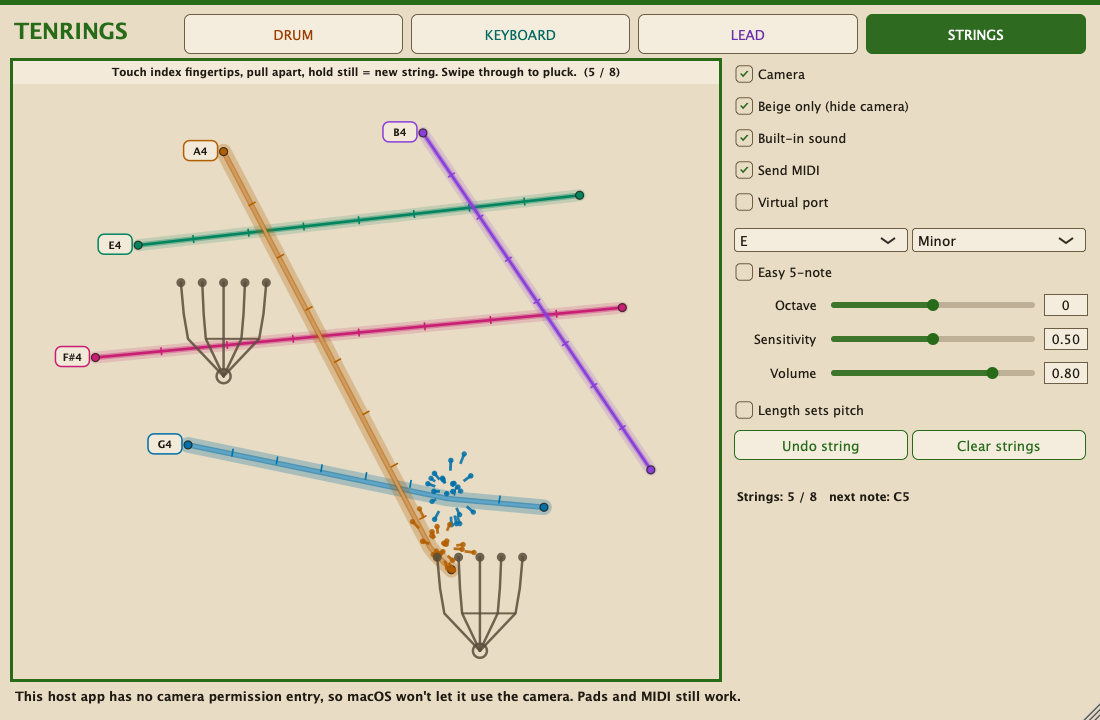 TENRINGS
DRUM
KEYBOARD
LEAD
STRINGS
Touch index fingertips, pull apart, hold still = new string. Swipe through to pluck. (5 / 8)
A4
B4
E4
F#4
G4
Camera
Beige only (hide camera)
Built-in sound
Send MIDI
Virtual port
E
Minor
Easy 5-note
Octave 0
Sensitivity 0.50
Volume 0.80
Length sets pitch
Undo string
Clear strings
Strings: 5 / 8 next note: C5
This host app has no camera permission entry, so macOS won't let it use the camera. Pads and MIDI still work.